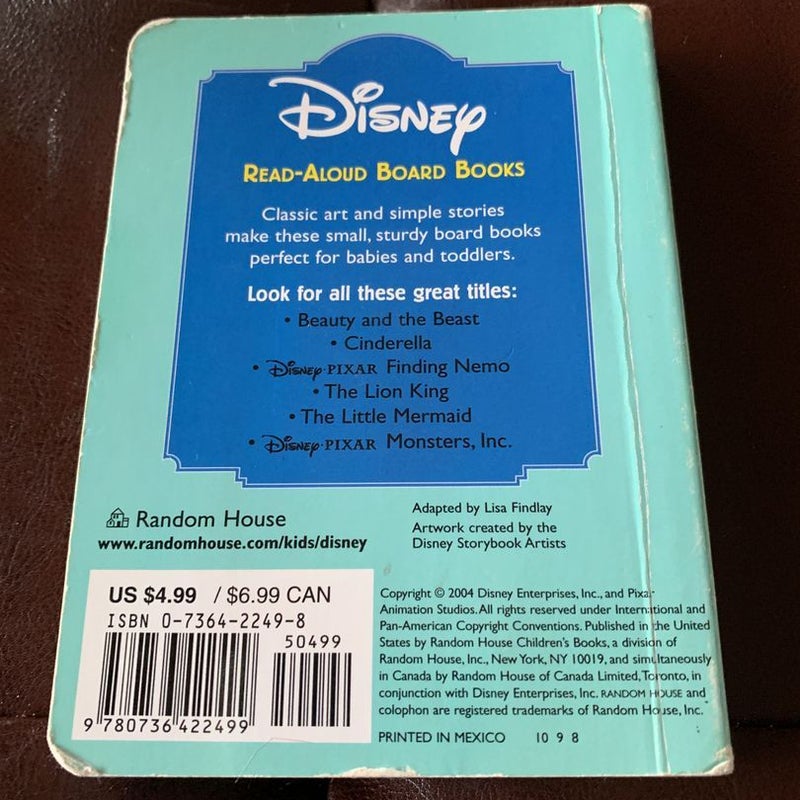 Disney
READ-ALOUD BOARD BOOKS
Classic art and simple stories
make these small, sturdy board books
perfect for babies and toddlers.
Look for all these great titles:
• Beauty and the Beast
• Cinderella
• Disney·PIXAR Finding Nemo
• The Lion King
• The Little Mermaid
• Disney·PIXAR Monsters, Inc.
Random House
www.randomhouse.com/kids/disney
Adapted by Lisa Findlay
Artwork created by the
Disney Storybook Artists
US $4.99 / $6.99 CAN
ISBN 0-7364-2249-8
50499
9 780736 422499
Copyright © 2004 Disney Enterprises, Inc., and Pixar
Animation Studios. All rights reserved under International and
Pan-American Copyright Conventions. Published in the United
States by Random House Children's Books, a division of
Random House, Inc., New York, NY 10019, and simultaneously
in Canada by Random House of Canada Limited, Toronto, in
conjunction with Disney Enterprises, Inc. RANDOM HOUSE and
colophon are registered trademarks of Random House, Inc.
PRINTED IN MEXICO 10 9 8